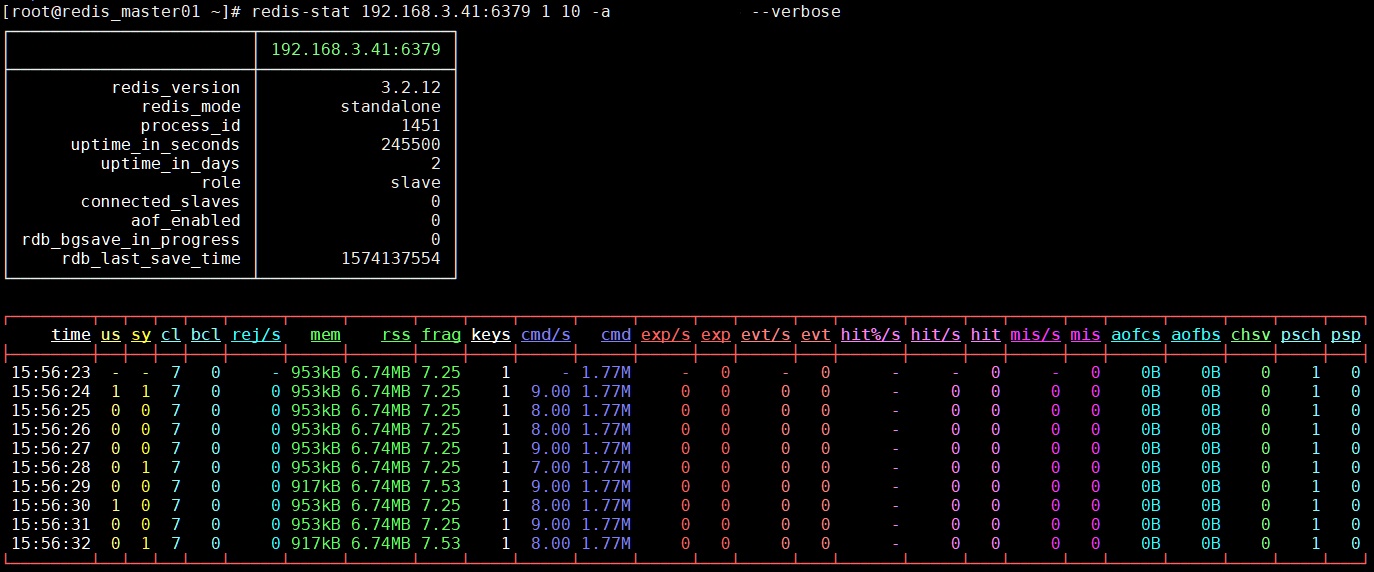 [root@redis_master01 ~]# redis-stat 192.168.3.41:6379 1 10 -a --verbose
192.168.3.41:6379
redis_version 3.2.12
redis_mode standalone
process_id 1451
uptime_in_seconds 245500
uptime_in_days 2
role slave
connected_slaves 0
aof_enabled 0
rdb_bgsave_in_progress 0
rdb_last_save_time 1574137554
time us sy cl bcl rej/s mem rss frag keys cmd/s cmd exp/s exp evt/s evt hit%/s hit/s hit mis/s mis aofcs aofbs chsv psch psp
15:56:23 - - 7 0 - 953kB 6.74MB 7.25 1 - 1.77M - 0 - 0 - - 0 - 0 0B 0B 0 1 0
15:56:24 1 1 7 0 0 953kB 6.74MB 7.25 1 9.00 1.77M 0 0 0 0 - 0 0 0 0 0B 0B 0 1 0
15:56:25 0 0 7 0 0 953kB 6.74MB 7.25 1 8.00 1.77M 0 0 0 0 - 0 0 0 0 0B 0B 0 1 0
15:56:26 0 0 7 0 0 953kB 6.74MB 7.25 1 8.00 1.77M 0 0 0 0 - 0 0 0 0 0B 0B 0 1 0
15:56:27 0 0 7 0 0 953kB 6.74MB 7.25 1 9.00 1.77M 0 0 0 0 - 0 0 0 0 0B 0B 0 1 0
15:56:28 0 1 7 0 0 953kB 6.74MB 7.25 1 7.00 1.77M 0 0 0 0 - 0 0 0 0 0B 0B 0 1 0
15:56:29 0 0 7 0 0 917kB 6.74MB 7.53 1 9.00 1.77M 0 0 0 0 - 0 0 0 0 0B 0B 0 1 0
15:56:30 1 0 7 0 0 953kB 6.74MB 7.25 1 8.00 1.77M 0 0 0 0 - 0 0 0 0 0B 0B 0 1 0
15:56:31 0 0 7 0 0 953kB 6.74MB 7.25 1 9.00 1.77M 0 0 0 0 - 0 0 0 0 0B 0B 0 1 0
15:56:32 0 1 7 0 0 917kB 6.74MB 7.53 1 8.00 1.77M 0 0 0 0 - 0 0 0 0 0B 0B 0 1 0